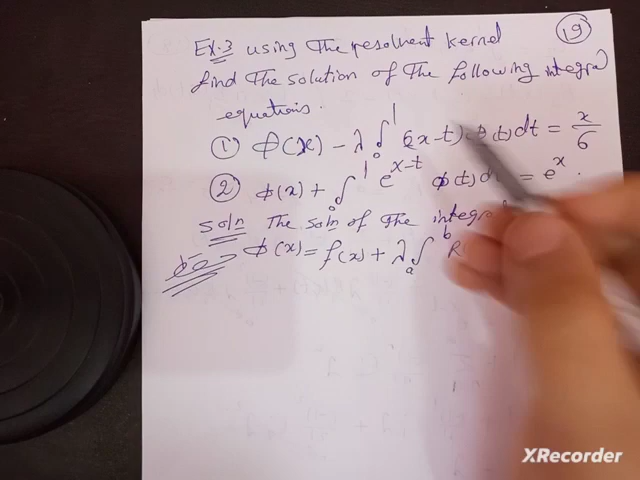 19
Ex.3 using The resolvent kernel
find The solution of The following integral
equations.
① ϕ(x) − λ ∫₀¹ (2x−t) ϕ(t) dt = x/6
② ϕ(x) + ∫₀¹ e^(x−t) ϕ(t) d = e^x.
Soln The soln of The integral
ϕ(x) = f(x) + λ ∫ₐᵇ R
XRecorder